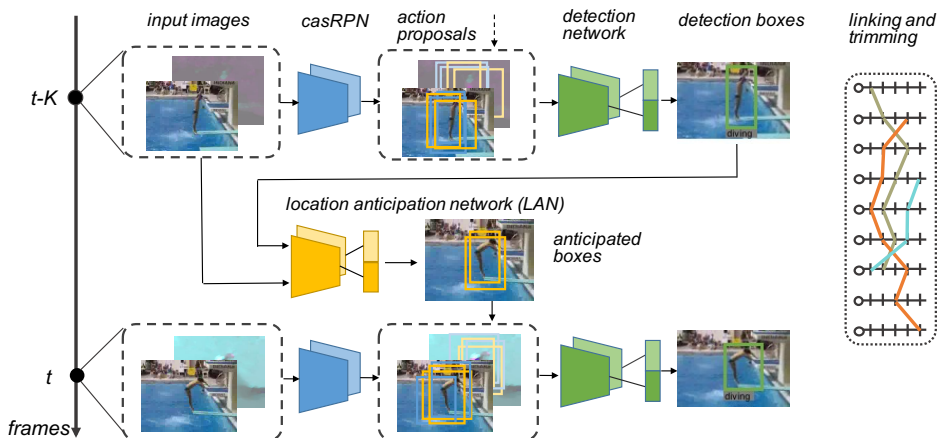 input images
casRPN
action
proposals
detection
network
detection boxes
linking and
trimming
t-K
diving
location anticipation network (LAN)
anticipated
boxes
t
diving
frames